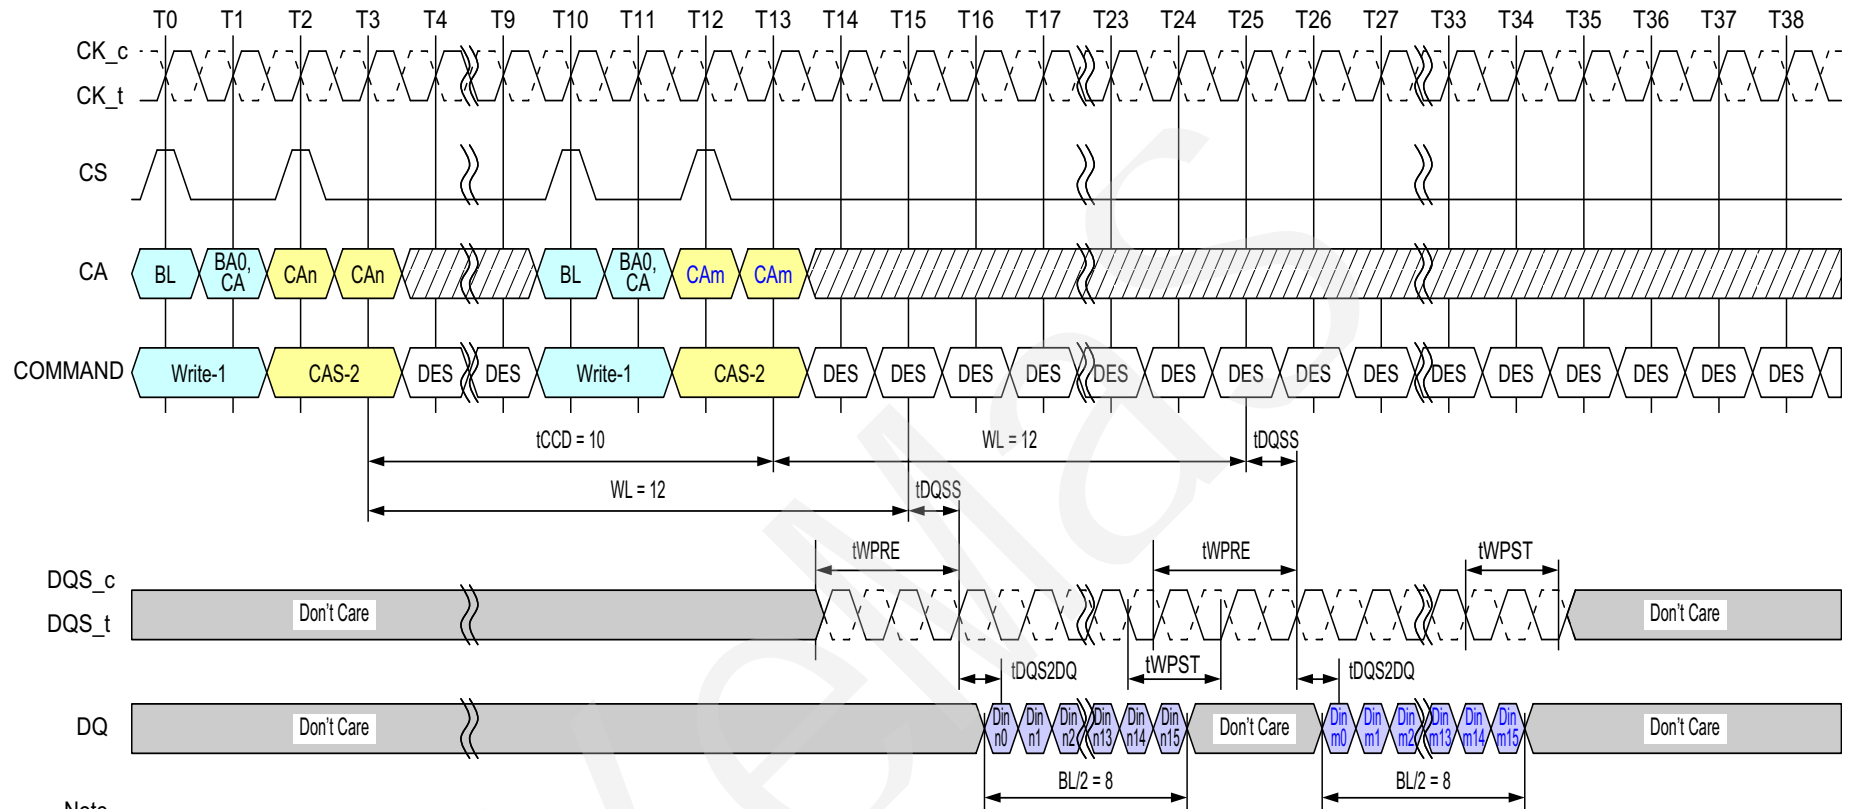 T0 T1 T2 T3 T4 T9 T10 T11 T12 T13 T14 T15 T16 T17 T23 T24 T25 T26 T27 T33 T34 T35 T36 T37 T38
CK_c
CK_t
CS
CA BL BA0, CA CAn CAn BL BA0, CA CAm CAm
COMMAND Write-1 CAS-2 DES DES Write-1 CAS-2 DES DES DES DES DES DES DES DES DES DES DES DES DES DES DES
tCCD = 10 WL = 12 tDQSS
WL = 12 tDQSS
tWPRE tWPRE tWPST
DQS_c
DQS_t Don't Care Don't Care
tDQS2DQ tWPST tDQS2DQ
DQ Don't Care Din n0 Din n1 Din n2 Din n13 Din n14 Din n15 Don't Care Din m0 Din m1 Din m2 Din m13 Din m14 Din m15 Don't Care
BL/2 = 8 BL/2 = 8